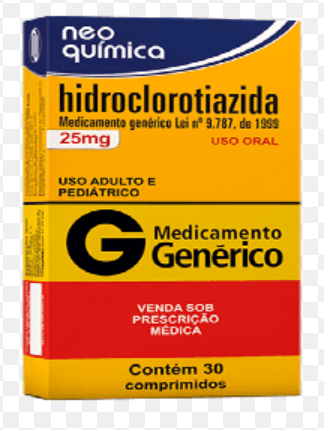 neo
química
hidroclorotiazida
Medicamento genérico Lei nº 9.787, de 1999
25mg
USO ORAL
USO ADULTO E
PEDIÁTRICO
G Medicamento
Genérico
VENDA SOB
PRESCRIÇÃO
MÉDICA
Contém 30
comprimidos